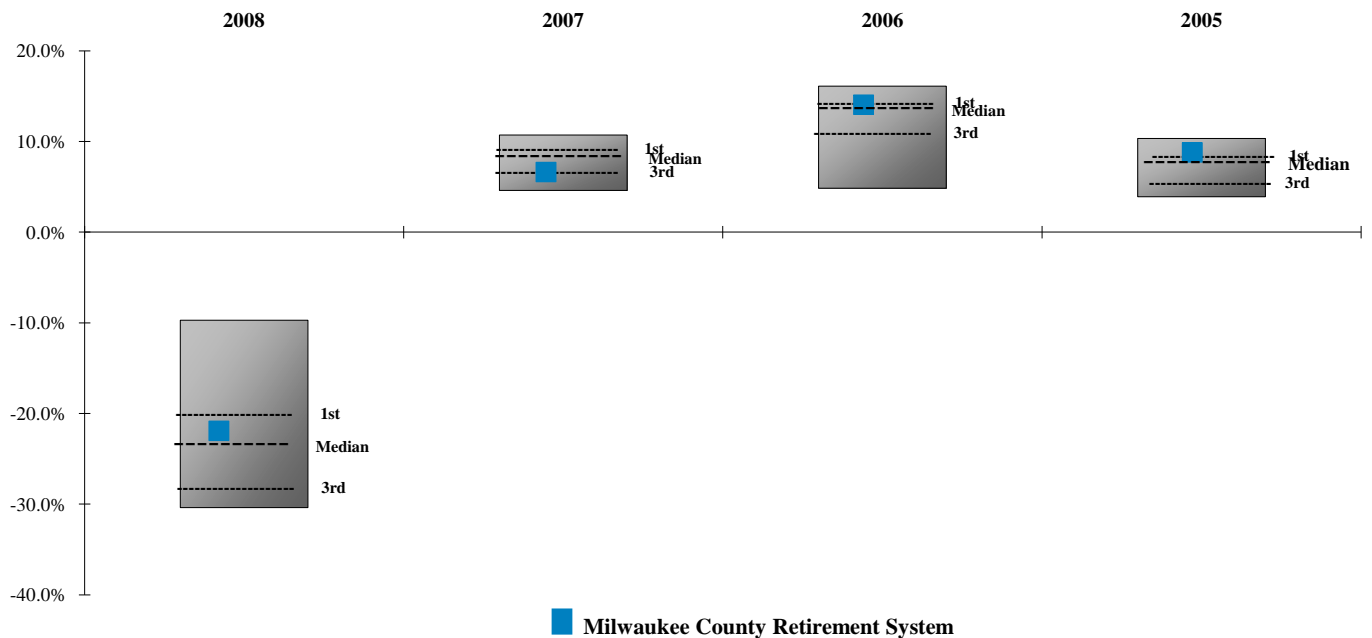 2008 2007 2006 2005
20.0%
10.0%
0.0%
-10.0%
-20.0%
-30.0%
-40.0%
1st
Median
3rd
1st
Median
3rd
1st
Median
3rd
1st
Median
3rd
Milwaukee County Retirement System